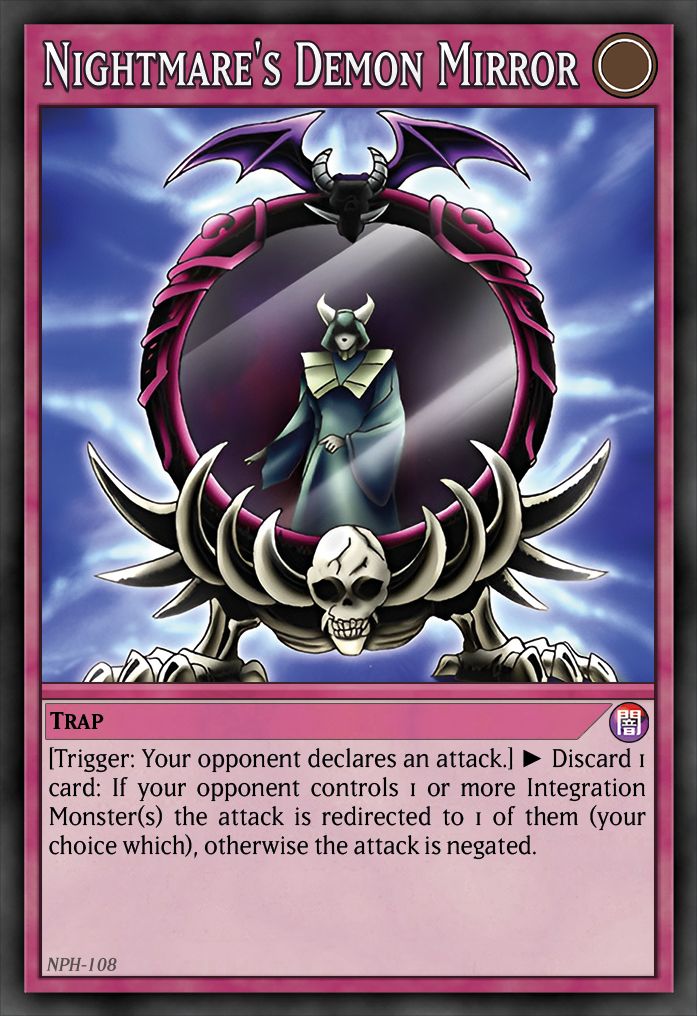 Nightmare's Demon Mirror
Trap
闇
[Trigger: Your opponent declares an attack.] ► Discard 1
card: If your opponent controls 1 or more Integration
Monster(s) the attack is redirected to 1 of them (your
choice which), otherwise the attack is negated.
NPH-108